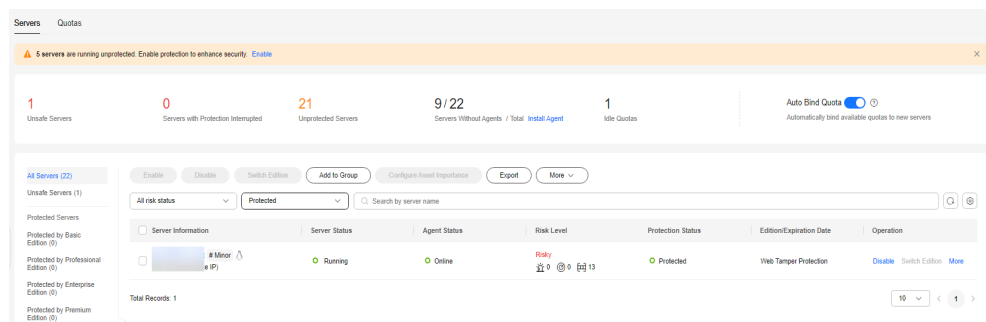 Servers Quotas
5 servers are running unprotected. Enable protection to enhance security. Enable
1 0 21 9 / 22 1
Unsafe Servers Servers with Protection Interrupted Unprotected Servers Servers Without Agents / Total Install Agent Idle Quotas
Auto Bind Quota
Automatically bind available quotas to new servers
All Servers (22)
Unsafe Servers (1)
Protected Servers
Protected by Basic
Edition (0)
Protected by Professional
Edition (0)
Protected by Enterprise
Edition (0)
Protected by Premium
Edition (0)
Enable Disable Switch Edition Add to Group Configure Asset Importance Export More
All risk status Protected Search by server name
Server Information Server Status Agent Status Risk Level Protection Status Edition/Expiration Date Operation
# Minor
e IP)
Running Online
Risky
0 0 13
Protected Web Tamper Protection Disable Switch Edition More
Total Records: 1 10 1